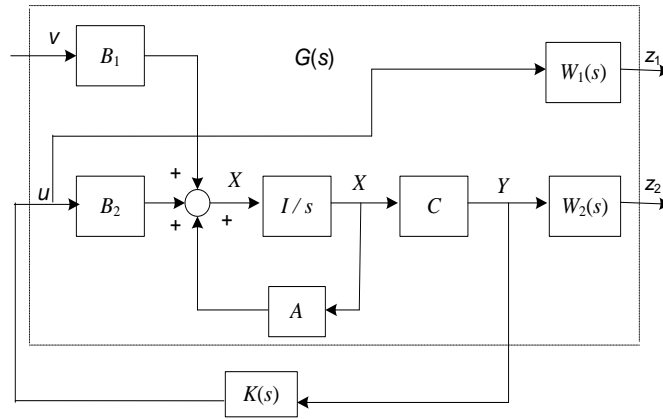 v
B₁
G(s)
W₁(s)
z₁
u
B₂
+
+
+
X
I / s
X
C
Y
W₂(s)
z₂
A
K(s)